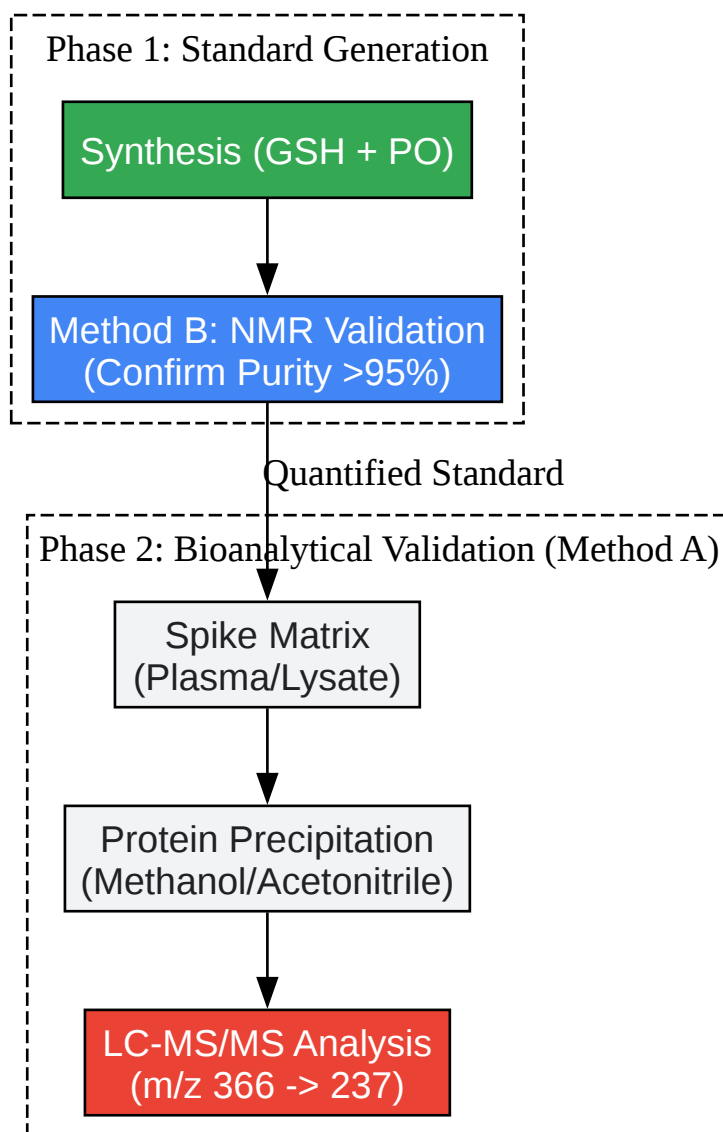 Phase 1: Standard Generation
Synthesis (GSH + PO)
Method B: NMR Validation
(Confirm Purity >95%)
Quantified Standard
Phase 2: Bioanalytical Validation (Method A)
Spike Matrix
(Plasma/Lysate)
Protein Precipitation
(Methanol/Acetonitrile)
LC-MS/MS Analysis
(m/z 366 -> 237)